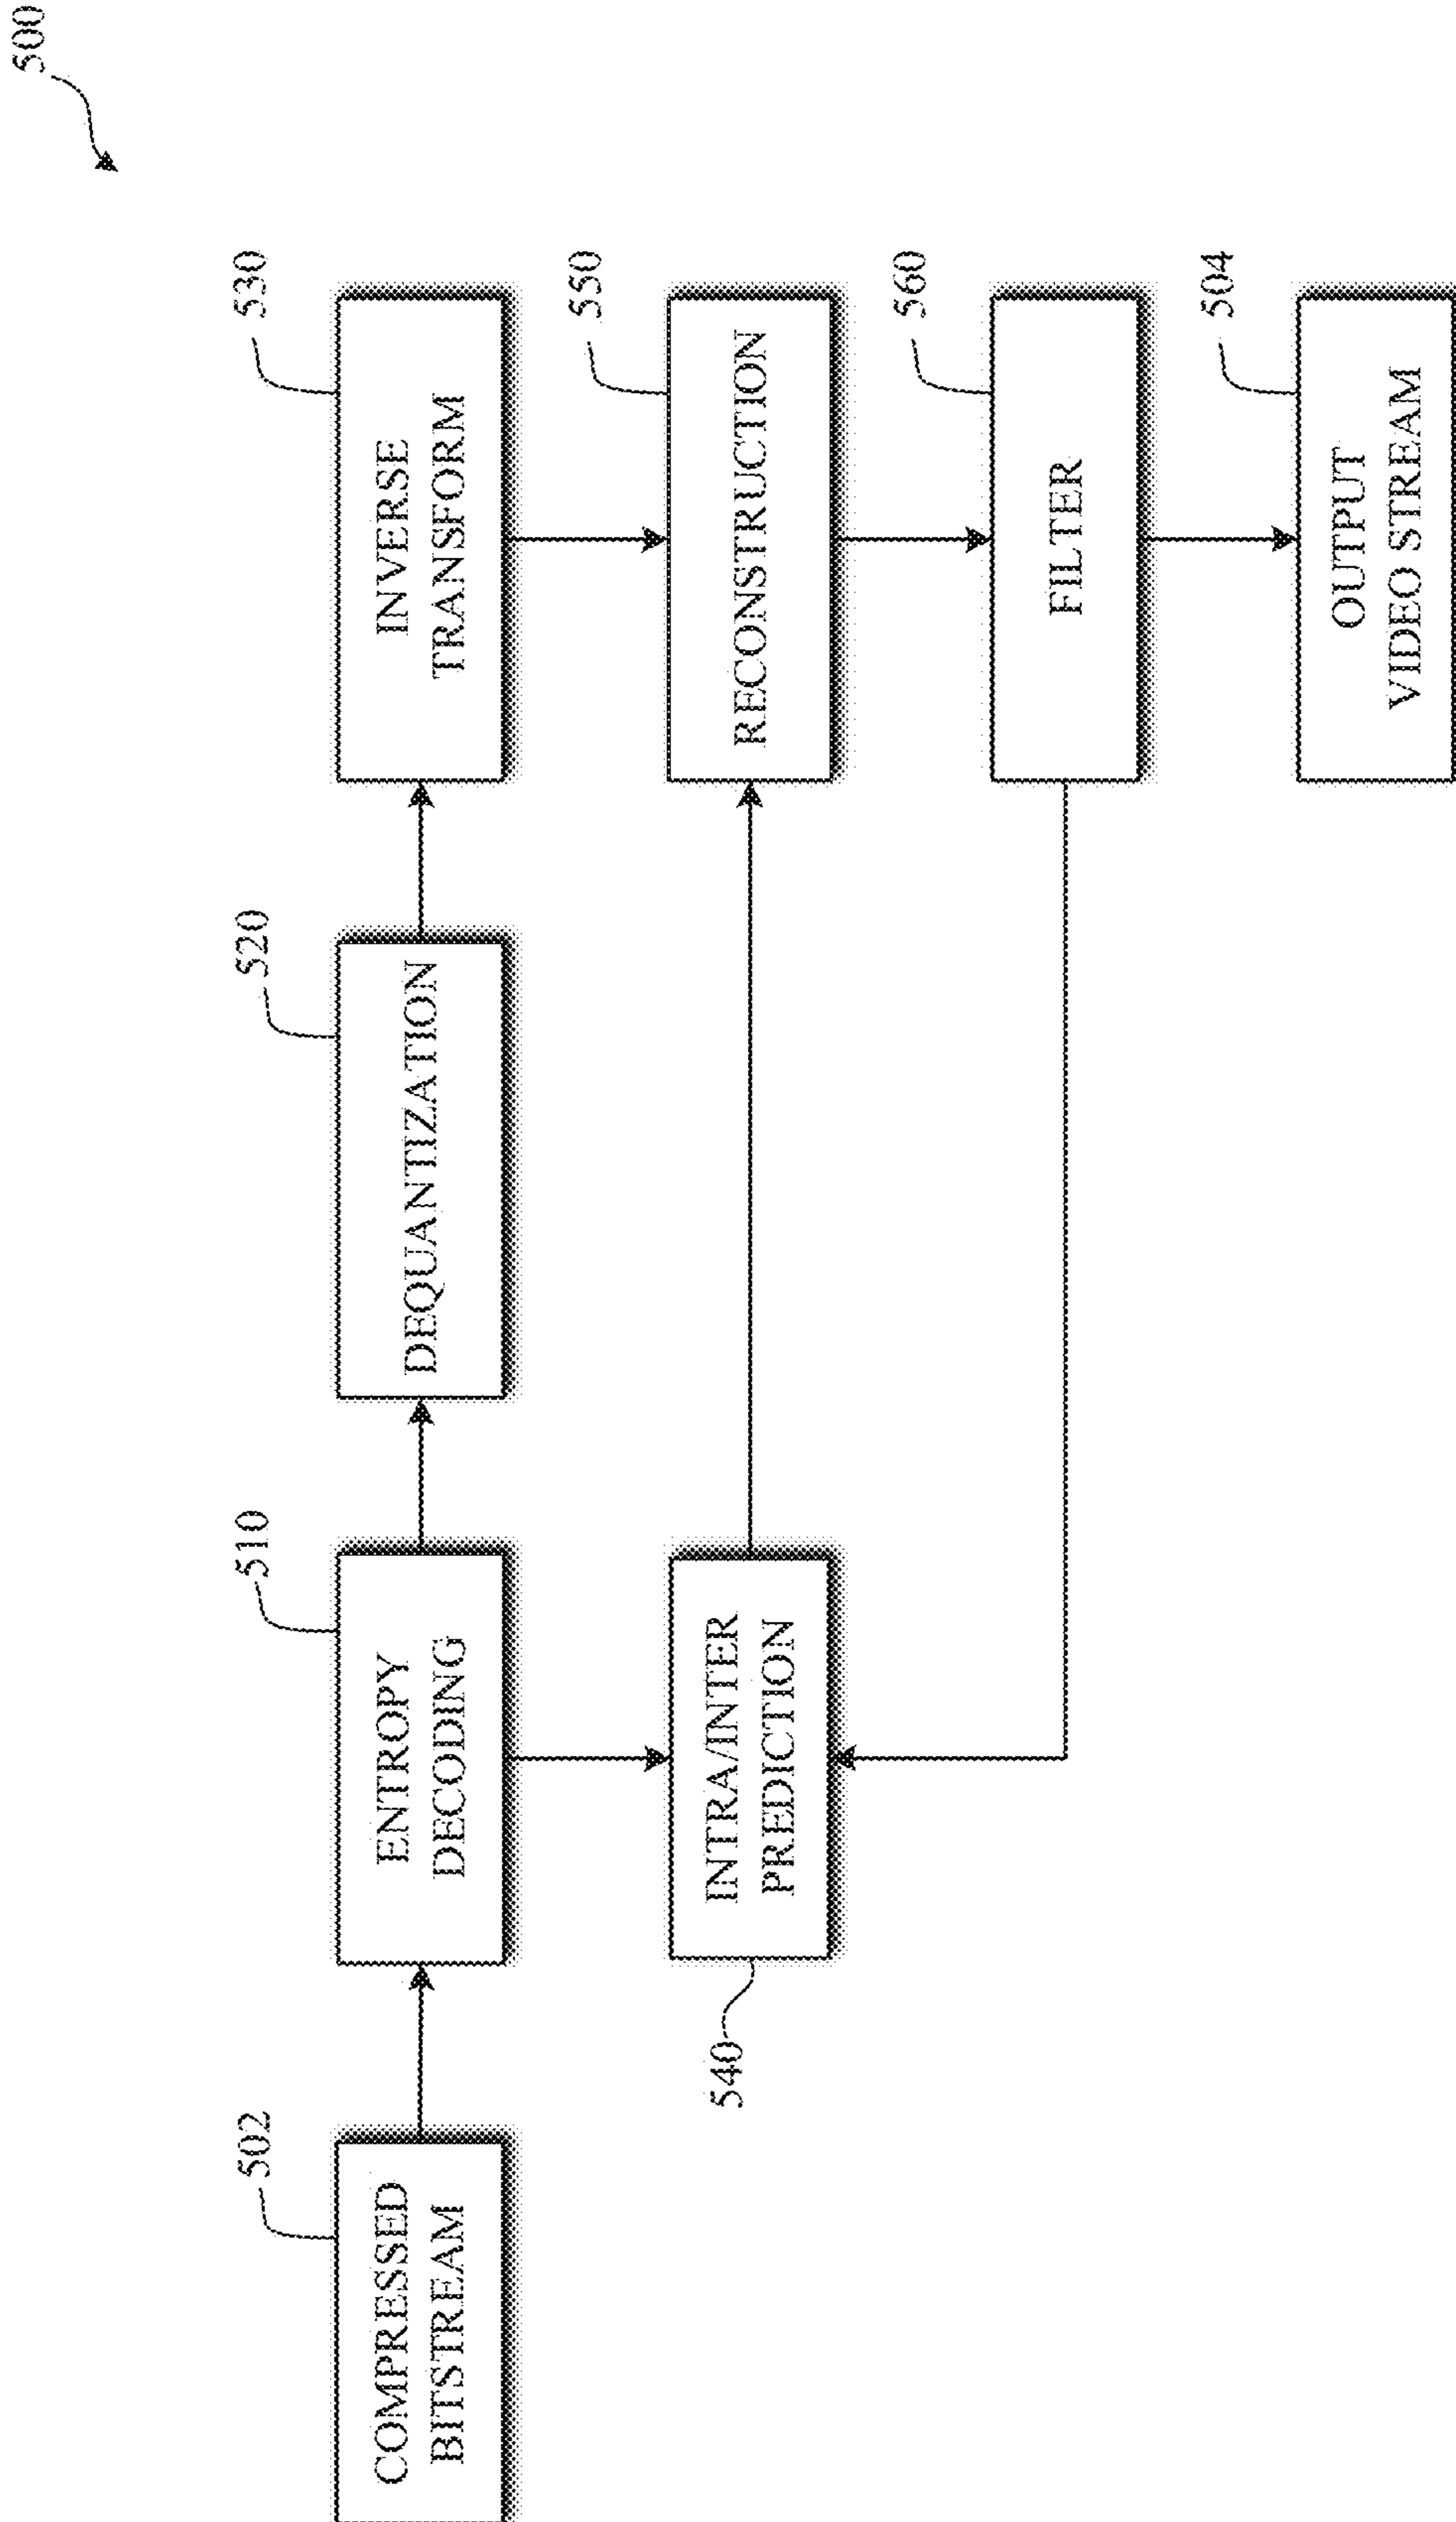 500
502
COMPRESSED
BITSTREAM
510
ENTROPY
DECODING
520
DEQUANTIZATION
530
INVERSE
TRANSFORM
540
INTRA/INTER
PREDICTION
550
RECONSTRUCTION
560
FILTER
504
OUTPUT
VIDEO STREAM